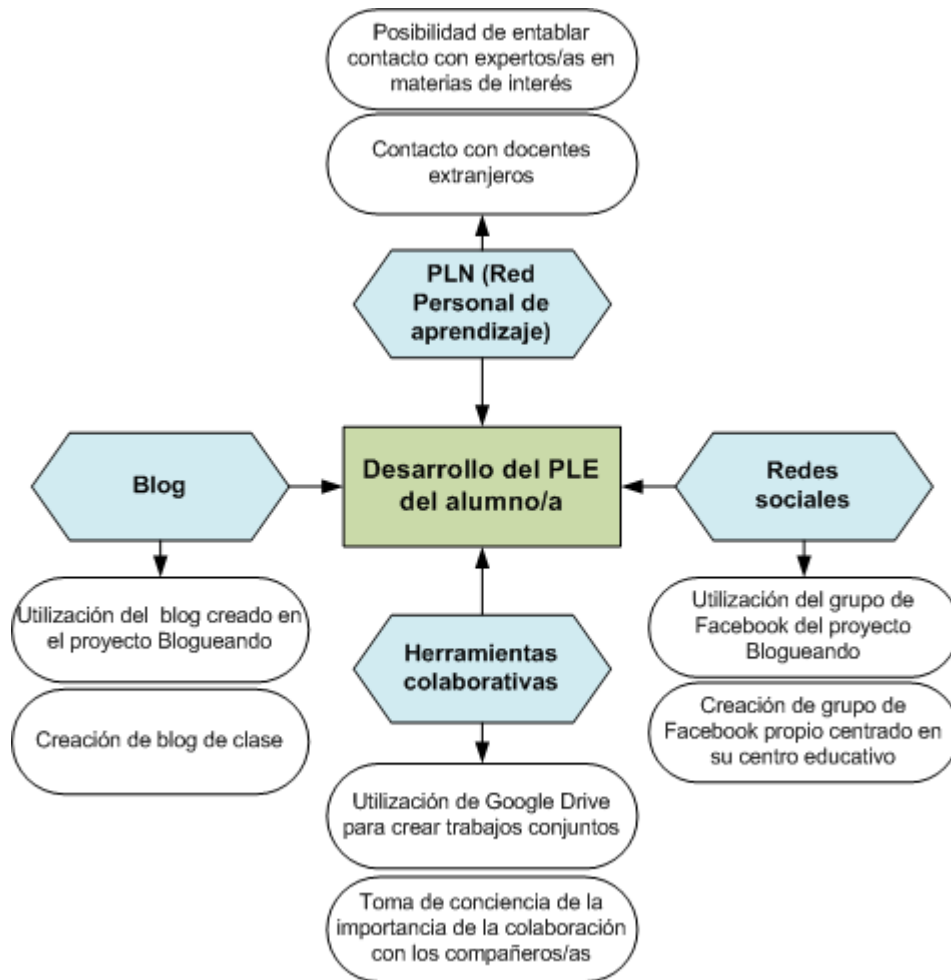 Posibilidad de entablar
contacto con expertos/as en
materias de interés
Contacto con docentes
extranjeros
PLN (Red
Personal de
aprendizaje)
Blog
Desarrollo del PLE
del alumno/a
Redes
sociales
Utilización del blog creado en
el proyecto Blogueando
Creación de blog de clase
Herramientas
colaborativas
Utilización del grupo de
Facebook del proyecto
Blogueando
Creación de grupo de
Facebook propio centrado en
su centro educativo
Utilización de Google Drive
para crear trabajos conjuntos
Toma de conciencia de la
importancia de la colaboración
con los compañeros/as